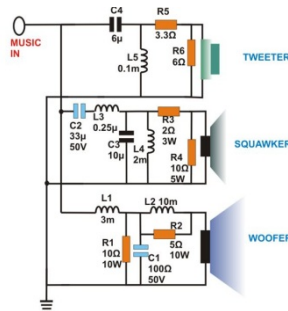 C4
6µ
R5
3.3Ω
MUSIC
IN
L5
0.1m
R6
6Ω
TWEETER
C2
33µ
50V
L3
0.25µ
C3
10µ
L4
2m
R3
2Ω
3W
R4
10Ω
5W
SQUAWKER
L1
3m
L2 10m
R1
10Ω
10W
C1
100Ω
50V
R2
5Ω
10W
WOOFER